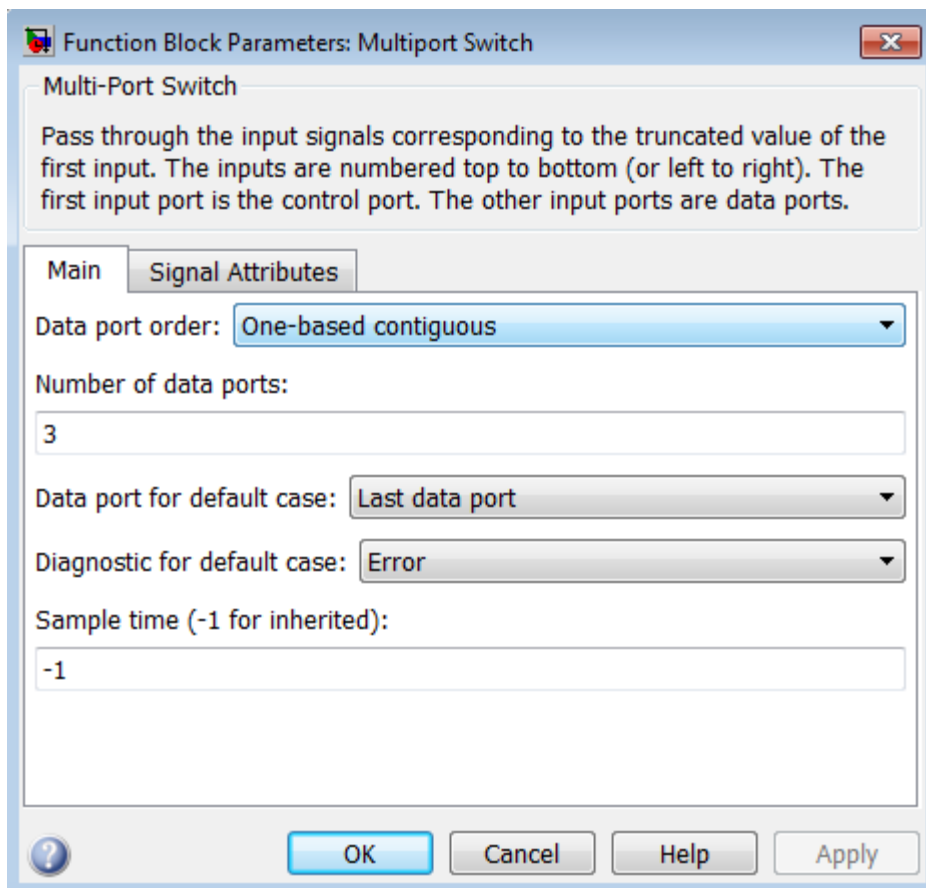 Function Block Parameters: Multiport Switch
Multi-Port Switch
Pass through the input signals corresponding to the truncated value of the
first input. The inputs are numbered top to bottom (or left to right). The
first input port is the control port. The other input ports are data ports.
Main Signal Attributes
Data port order: One-based contiguous
Number of data ports:
3
Data port for default case: Last data port
Diagnostic for default case: Error
Sample time (-1 for inherited):
-1
? OK Cancel Help Apply